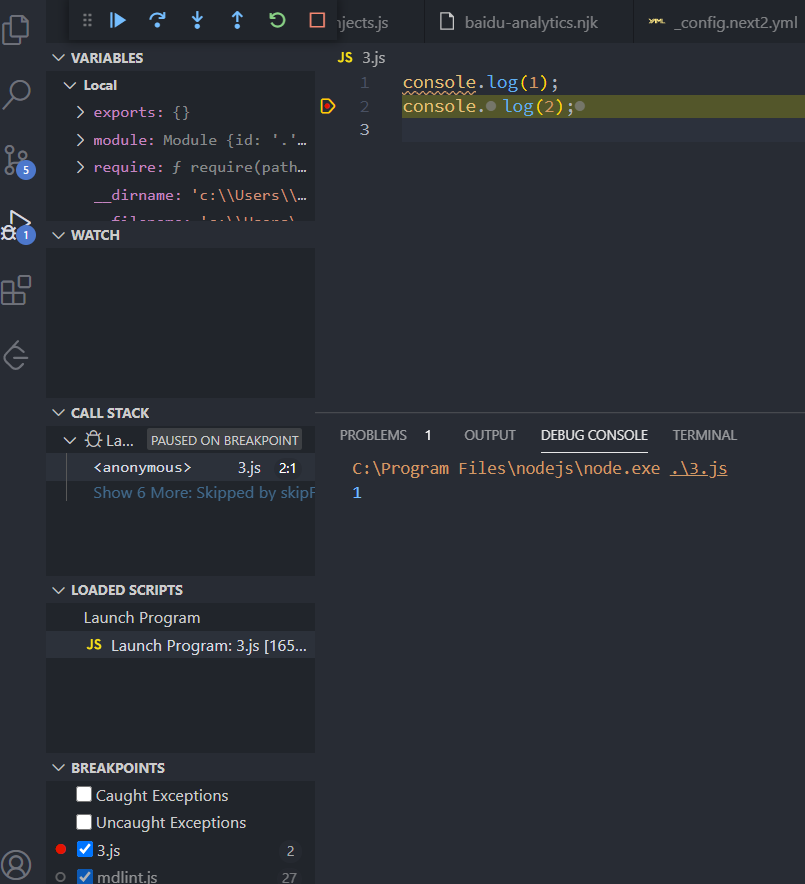 njects.js
baidu-analytics.njk
YML _config.next2.yml
VARIABLES
Local
exports: {}
module: Module {id: '.'…
require: ƒ require(path…
__dirname: 'c:\\Users\\…
__filename: 'c:\\Users\
WATCH
CALL STACK
La… PAUSED ON BREAKPOINT
<anonymous> 3.js 2:1
Show 6 More: Skipped by skipF
LOADED SCRIPTS
Launch Program
JS Launch Program: 3.js [165…
BREAKPOINTS
Caught Exceptions
Uncaught Exceptions
3.js 2
mdlint.js 27
5
1
JS 3.js
1 console.log(1);
2 console. log(2);
3
PROBLEMS 1 OUTPUT DEBUG CONSOLE TERMINAL
C:\Program Files\nodejs\node.exe .\3.js
1